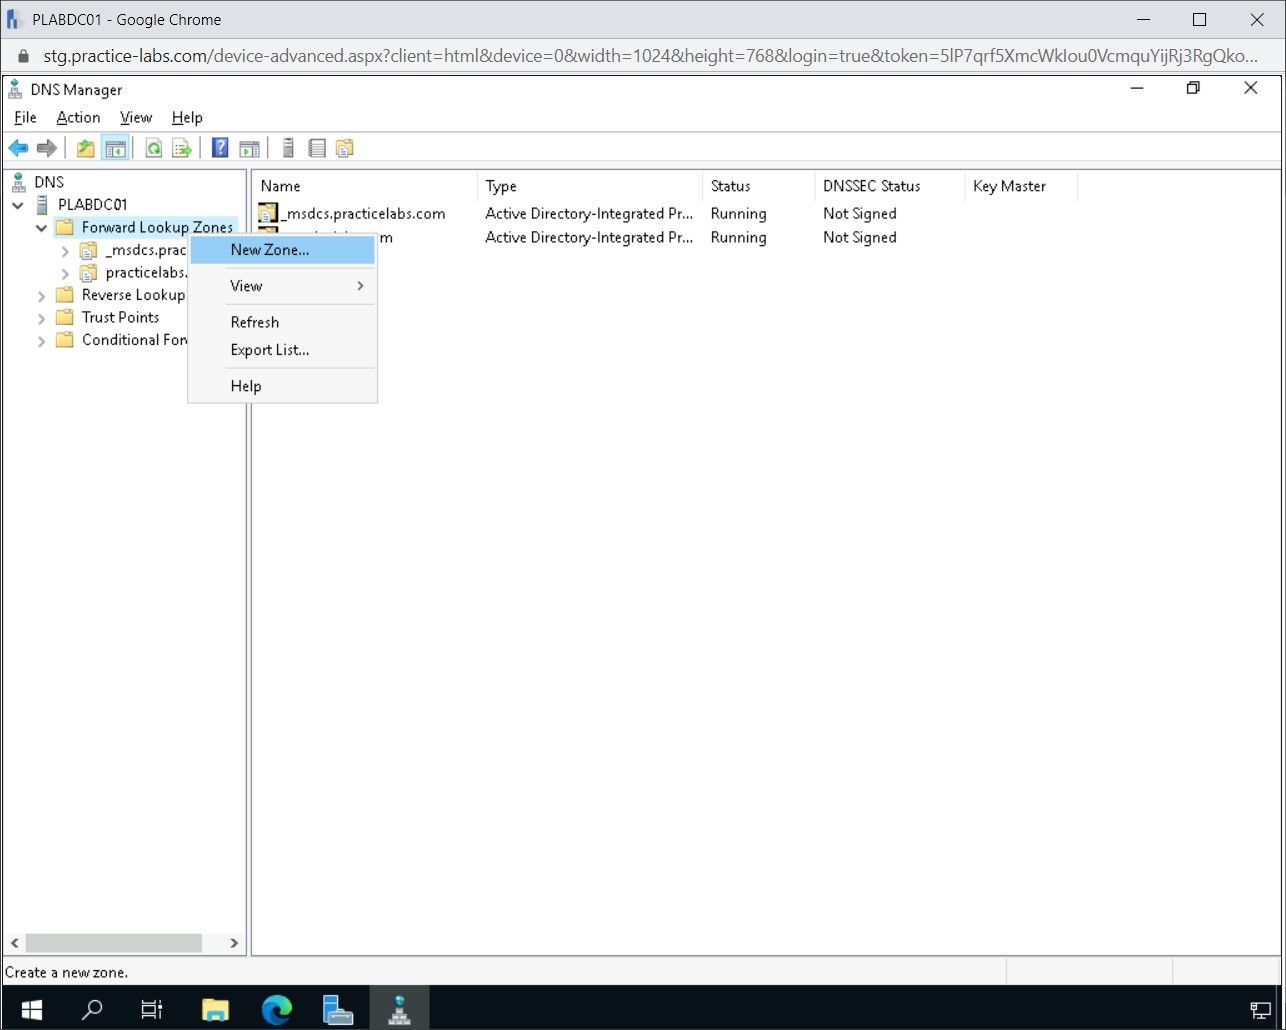 PLABDC01 - Google Chrome
stg.practice-labs.com/device-advanced.aspx?client=html&device=0&width=1024&height=768&login=true&token=5lP7qrf5XmcWkIou0VcmquYijRj3RgQko...
DNS Manager
File Action View Help
DNS
PLABDC01
Forward Lookup Zones
_msdcs.prac
practicelabs.
Reverse Lookup
Trust Points
Conditional For
New Zone...
View
Refresh
Export List...
Help
Name Type Status DNSSEC Status Key Master
_msdcs.practicelabs.com Active Directory-Integrated Pr... Running Not Signed
m Active Directory-Integrated Pr... Running Not Signed
Create a new zone.